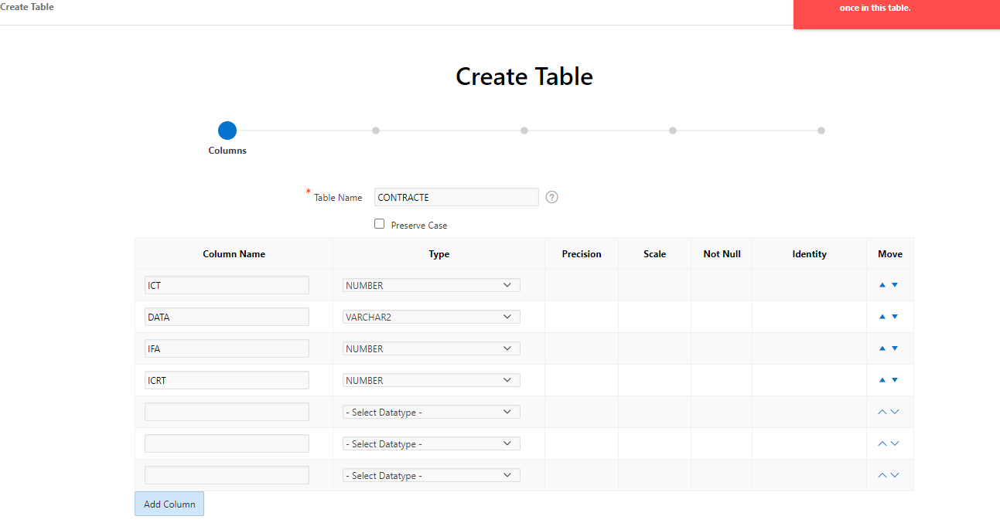 Create Table
once in this table.
Create Table
Columns
* Table Name CONTRACTE ?
Preserve Case
Column Name Type Precision Scale Not Null Identity Move
ICT NUMBER
DATA VARCHAR2
IFA NUMBER
ICRT NUMBER
- Select Datatype -
- Select Datatype -
- Select Datatype -
Add Column